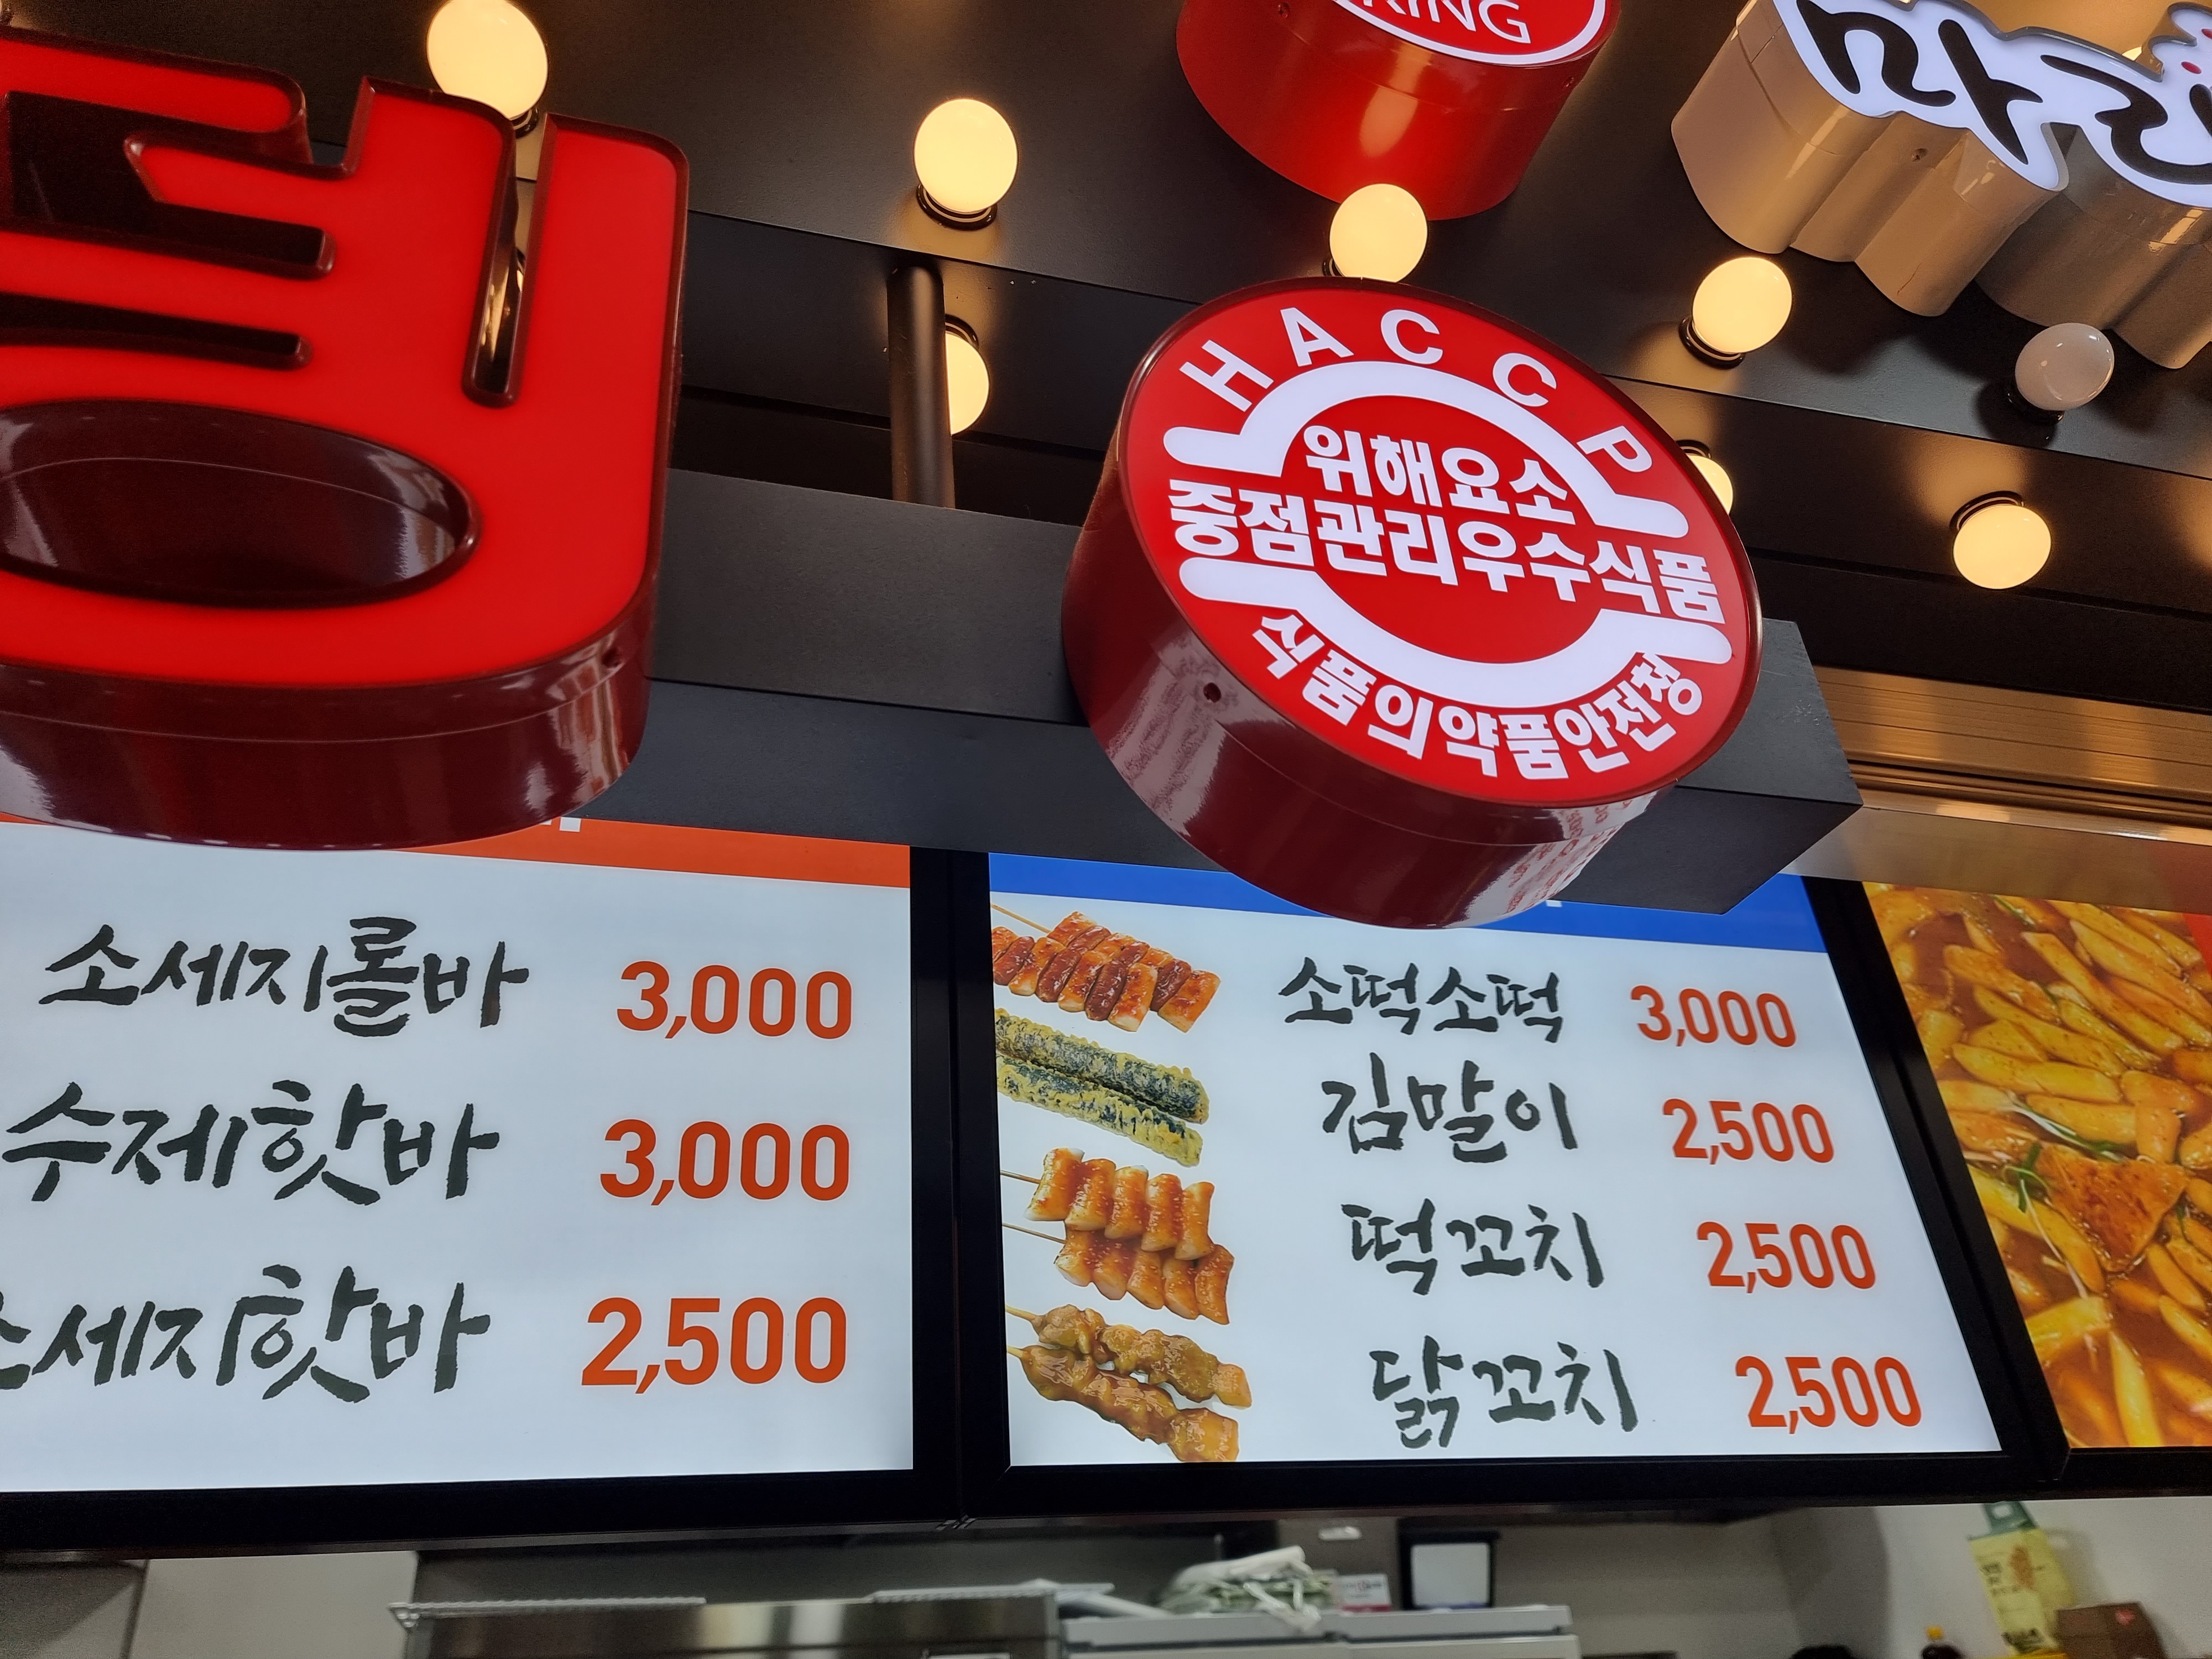 KING
HACCP
위해요소
중점관리우수식품
식품의약품안전청
소세지롤바 3,000
수제핫바 3,000
소세지핫바 2,500
소떡소떡 3,000
김말이 2,500
떡꼬치 2,500
닭꼬치 2,500